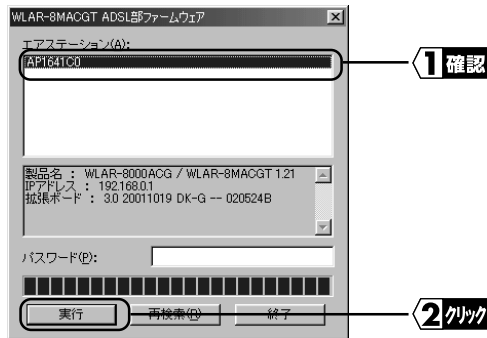 WLAR-8MACGT ADSL部ファームウェア
エアステーション(A):
AP1641C0
1 確認
製品名 : WLAR-8000ACG / WLAR-8MACGT 1.21
IPアドレス : 192.168.0.1
拡張ボード : 3.0 20011019 DK-G -- 020524B
パスワード(P):
実行 再検索(R) 終了
2 クリック